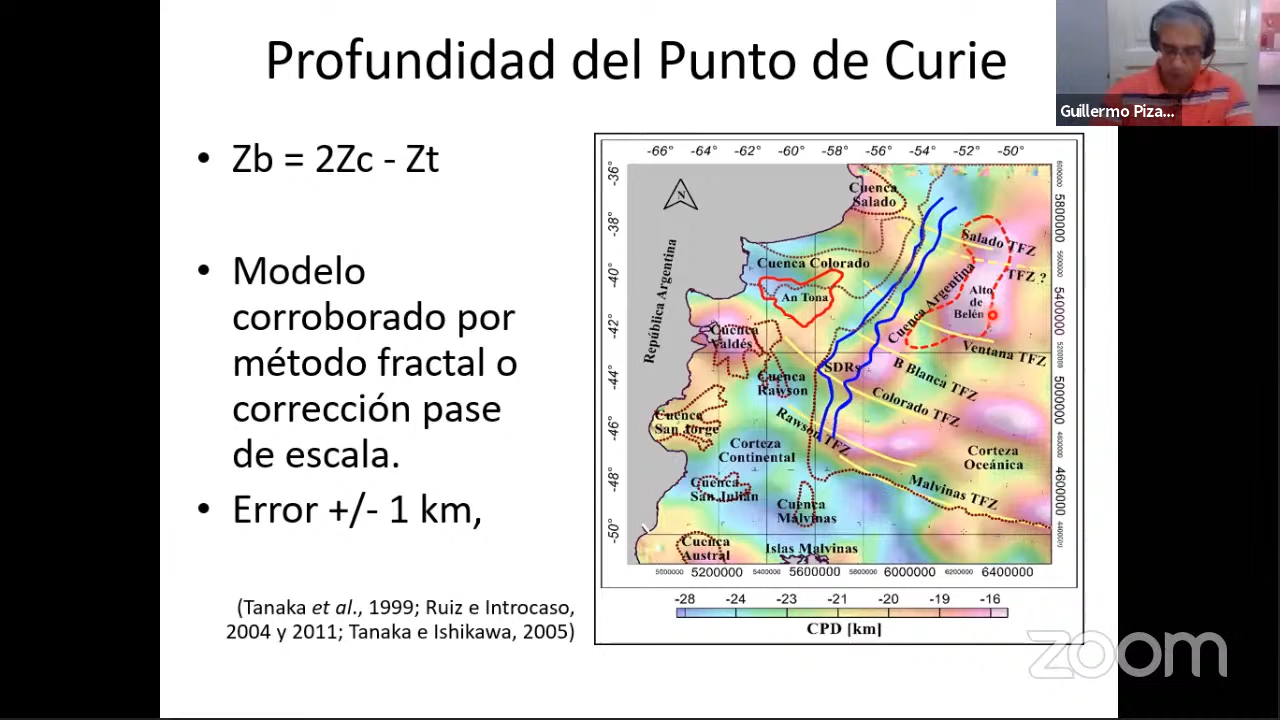 Profundidad del Punto de Curie
Guillermo Piza...
• Zb = 2Zc - Zt
• Modelo
corroborado por
método fractal o
corrección pase
de escala.
• Error +/- 1 km,
(Tanaka et al., 1999; Ruiz e Introcaso,
2004 y 2011; Tanaka e Ishikawa, 2005)
-66° -64° -62° -60° -58° -56° -54° -52° -50°
-36°
-38°
-40°
-42°
-44°
-46°
-48°
-50°
N
República Argentina
Cuenca
Salado
Cuenca Colorado
An Tona
Cuenca
Valdés
Cuenca
Rawson
Cuenca
San Jorge
Corteza
Continental
Cuenca
San Julián
Cuenca
Malvinas
Cuenca
Austral
Islas Malvinas
SDRs
Cuenca Argentina
Alto
de
Belén
Salado TFZ
TFZ ?
Ventana TFZ
B Blanca TFZ
Colorado TFZ
Rawson TFZ
Malvinas TFZ
Corteza
Oceánica
5800000
5400000
5200000
5000000
4600000
5200000 5400000 5600000 5800000 6000000 6200000 6400000
-28 -24 -23 -21 -20 -19 -16
CPD [km]
zoom